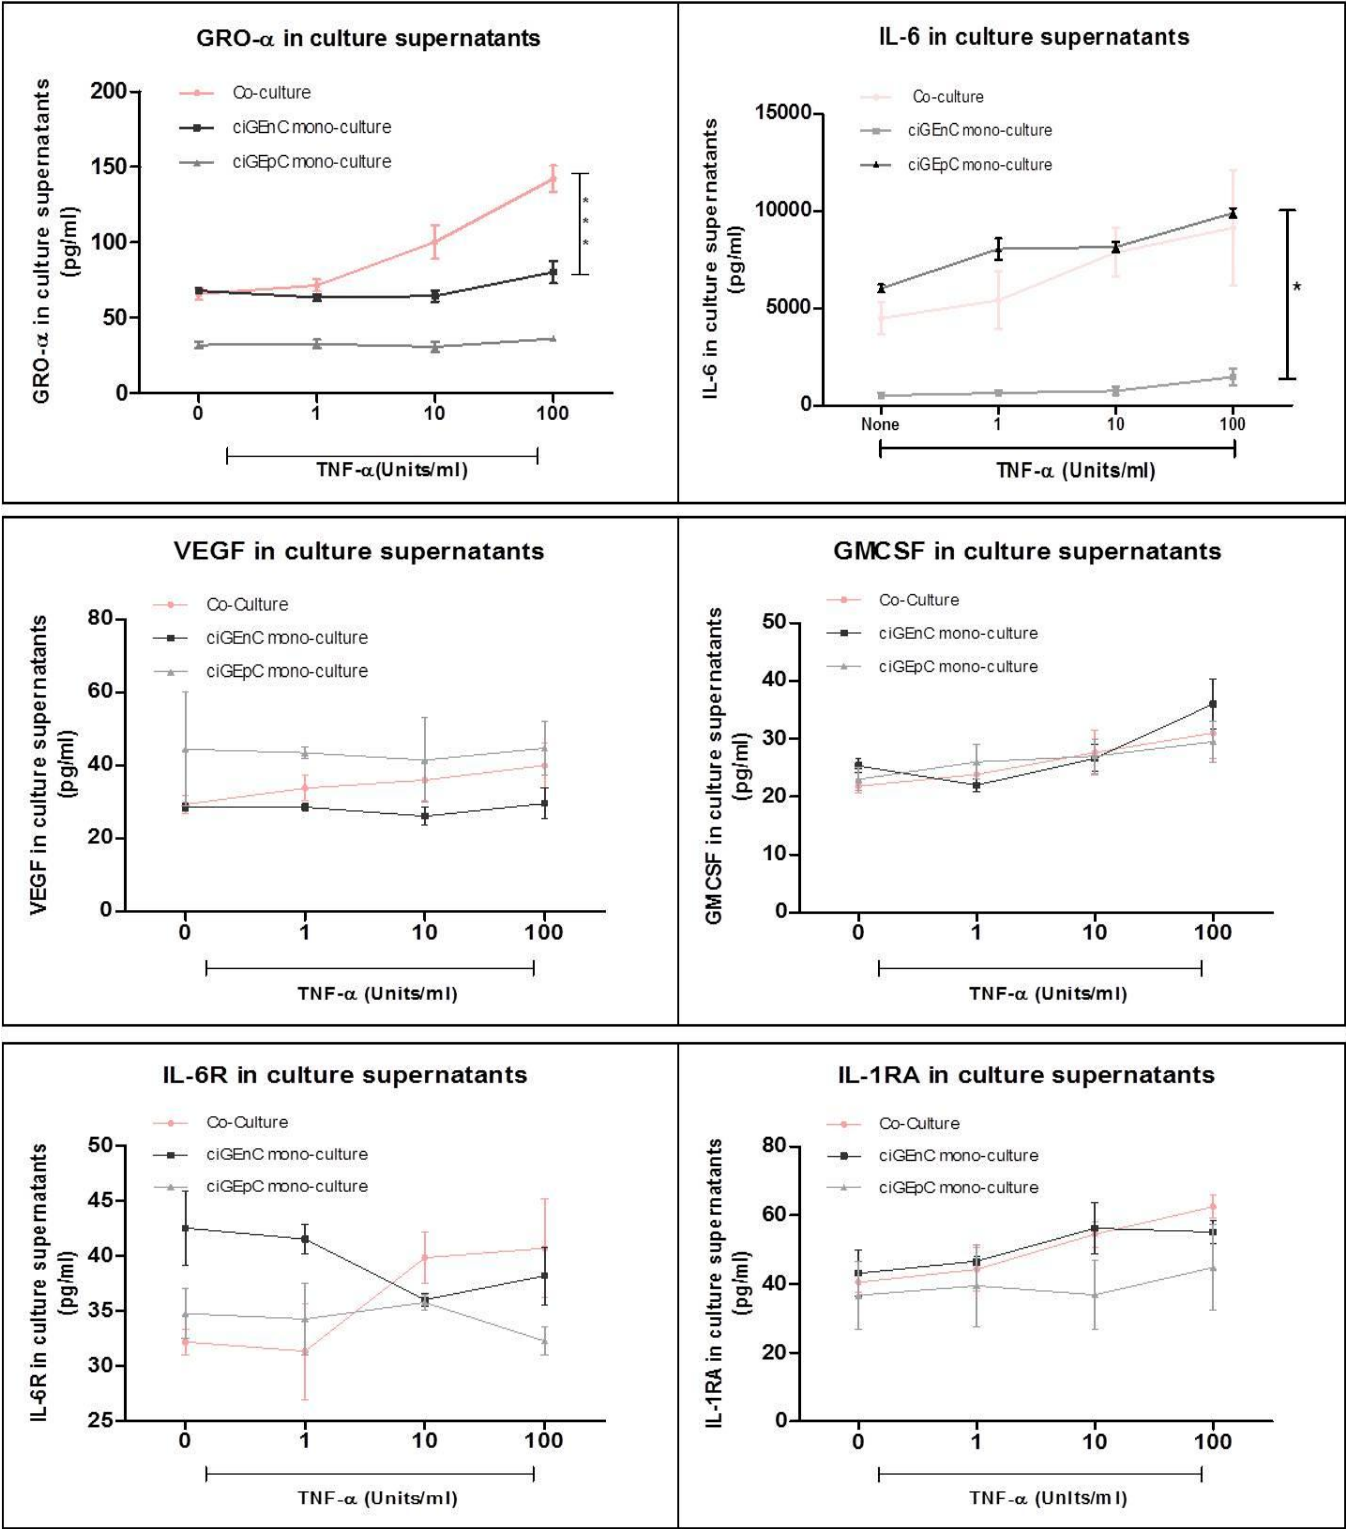 GRO-α in culture supernatants
Co-culture
ciGEnC mono-culture
ciGEpC mono-culture
GRO-α in culture supernatants
(pg/ml)
200
150
100
50
0
***
0 1 10 100
TNF-α(Units/ml)
IL-6 in culture supernatants
Co-culture
ciGEnC mono-culture
ciGEpC mono-culture
IL-6 in culture supernatants
(pg/ml)
15000
10000
5000
0
*
None 1 10 100
TNF-α (Units/ml)
VEGF in culture supernatants
Co-Culture
ciGEnC mono-culture
ciGEpC mono-culture
VEGF in culture supernatants
(pg/ml)
80
60
40
20
0
0 1 10 100
TNF-α (Units/ml)
GMCSF in culture supernatants
Co-Culture
ciGEnC mono-culture
ciGEpC mono-culture
GMCSF in culture supernatants
(pg/ml)
50
40
30
20
10
0
0 1 10 100
TNF-α (Units/ml)
IL-6R in culture supernatants
Co-Culture
ciGEnC mono-culture
ciGEpC mono-culture
IL-6R in culture supernatants
(pg/ml)
50
45
40
35
30
25
0 1 10 100
TNF-α (Units/ml)
IL-1RA in culture supernatants
Co-Culture
ciGEnC mono-culture
ciGEpC mono-culture
IL-1RA in culture supernatants
(pg/ml)
80
60
40
20
0
0 1 10 100
TNF-α (UnIts/ml)